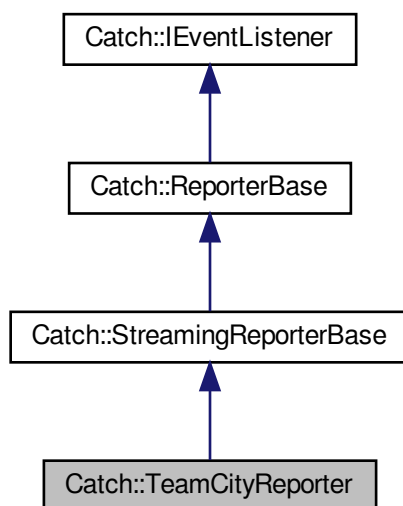 Catch::IEventListener
Catch::ReporterBase
Catch::StreamingReporterBase
Catch::TeamCityReporter